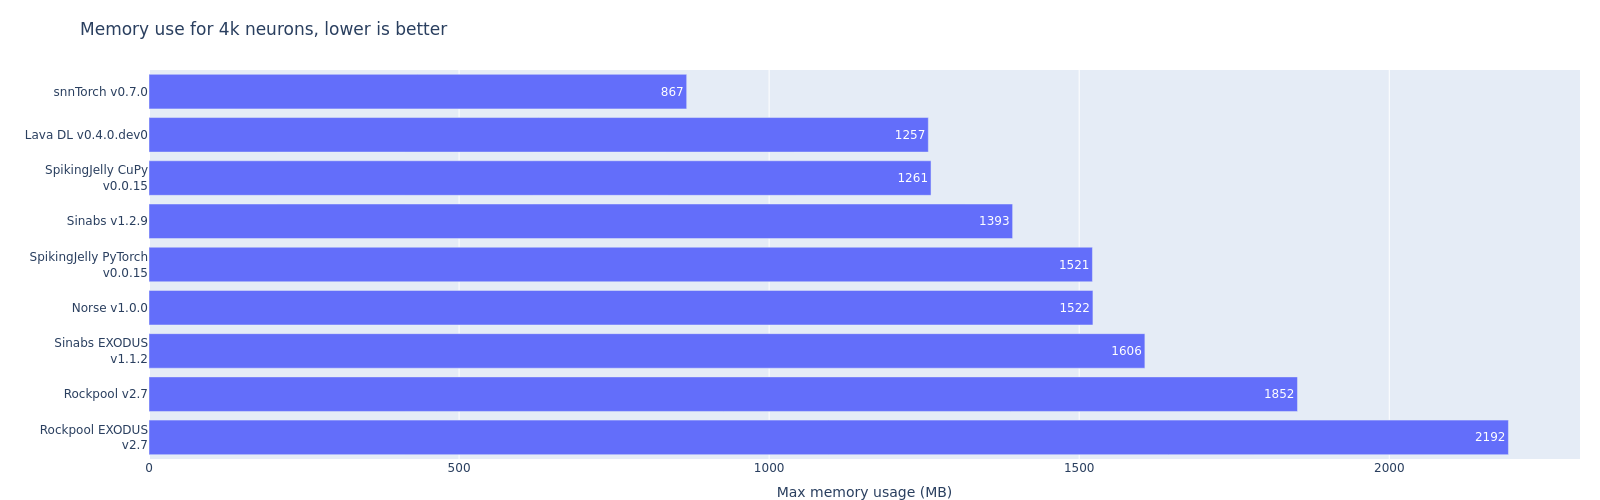 Memory use for 4k neurons, lower is better
snnTorch v0.7.0
867
Lava DL v0.4.0.dev0
1257
SpikingJelly CuPy
v0.0.15
1261
Sinabs v1.2.9
1393
SpikingJelly PyTorch
v0.0.15
1521
Norse v1.0.0
1522
Sinabs EXODUS
v1.1.2
1606
Rockpool v2.7
1852
Rockpool EXODUS
v2.7
2192
0 500 1000 1500 2000
Max memory usage (MB)